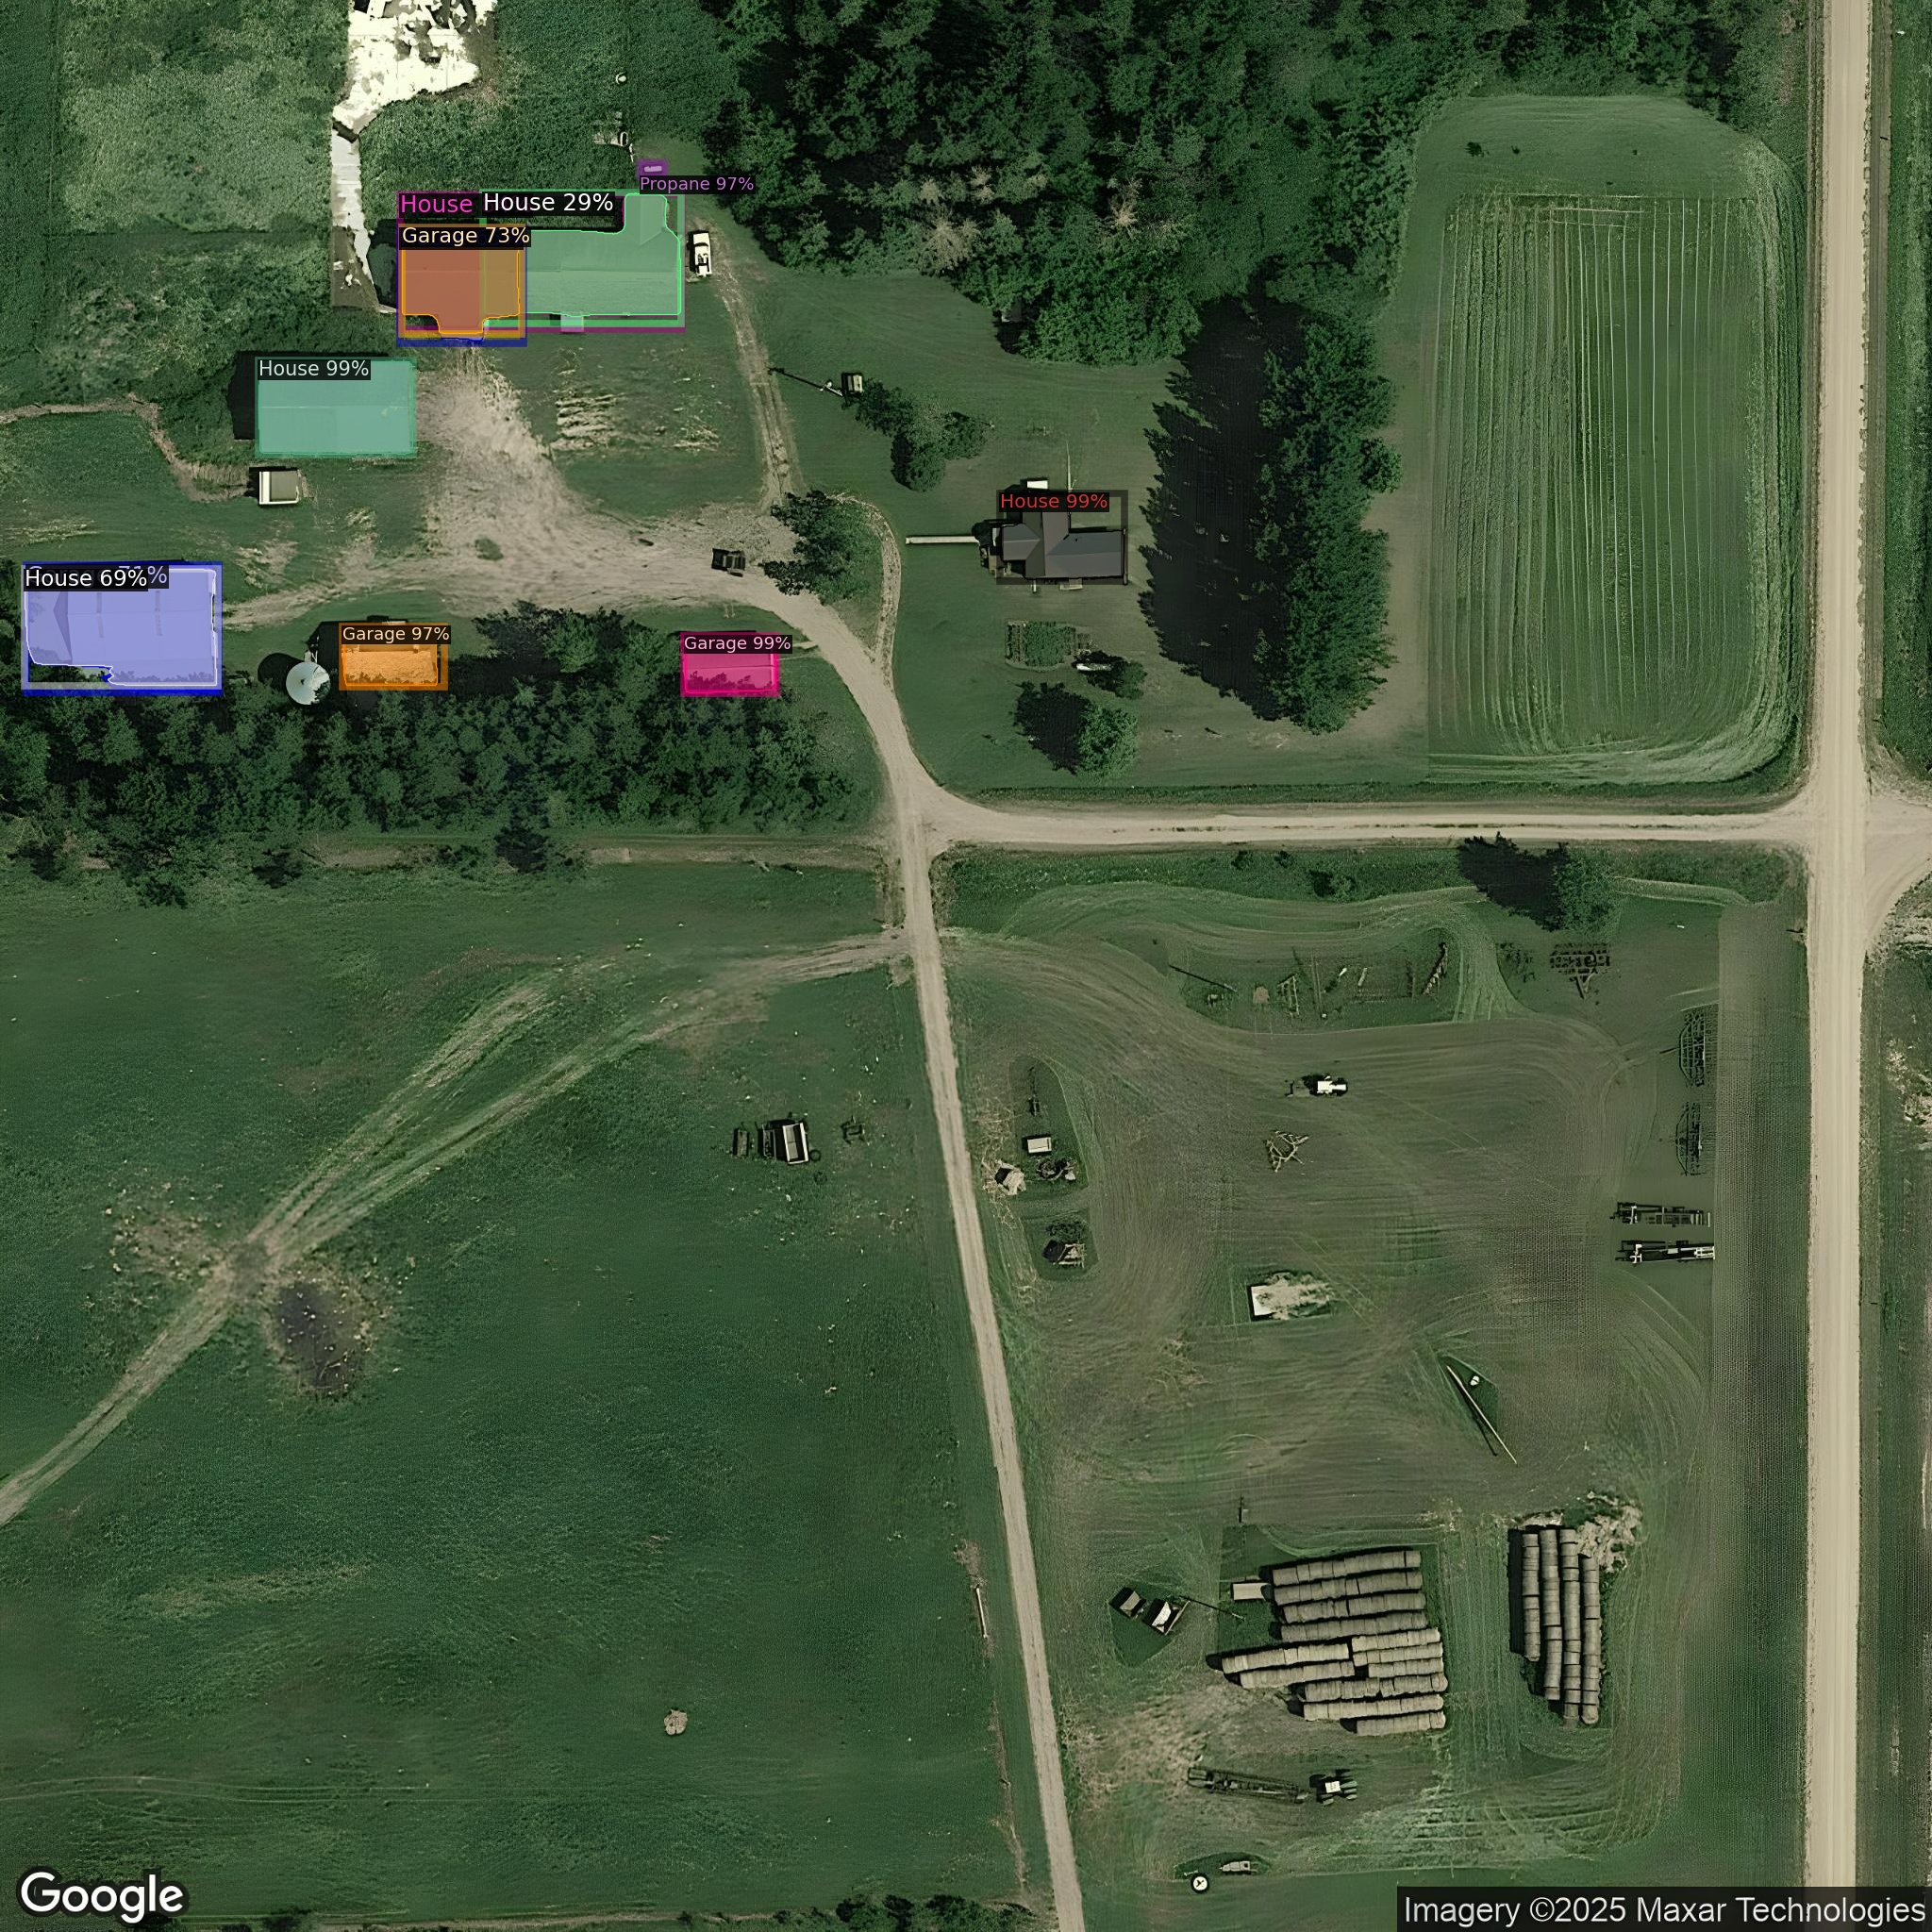 Propane 97%
House
House 29%
Garage 73%
House 99%
House 99%
71%
House 69%
Garage 97%
Garage 99%
Google
Imagery ©2025 Maxar Technologies